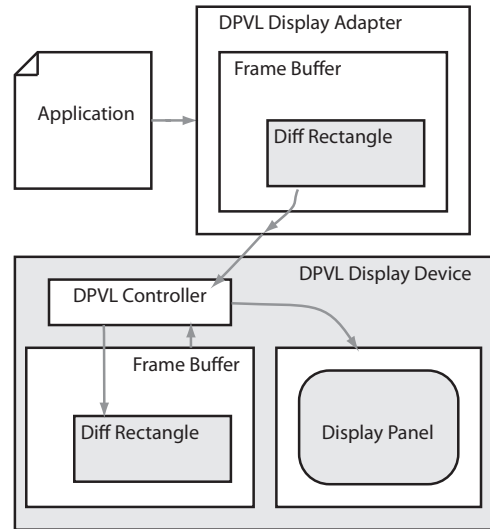 DPVL Display Adapter
Frame Buffer
Application
Diff Rectangle
DPVL Display Device
DPVL Controller
Frame Buffer
Diff Rectangle
Display Panel